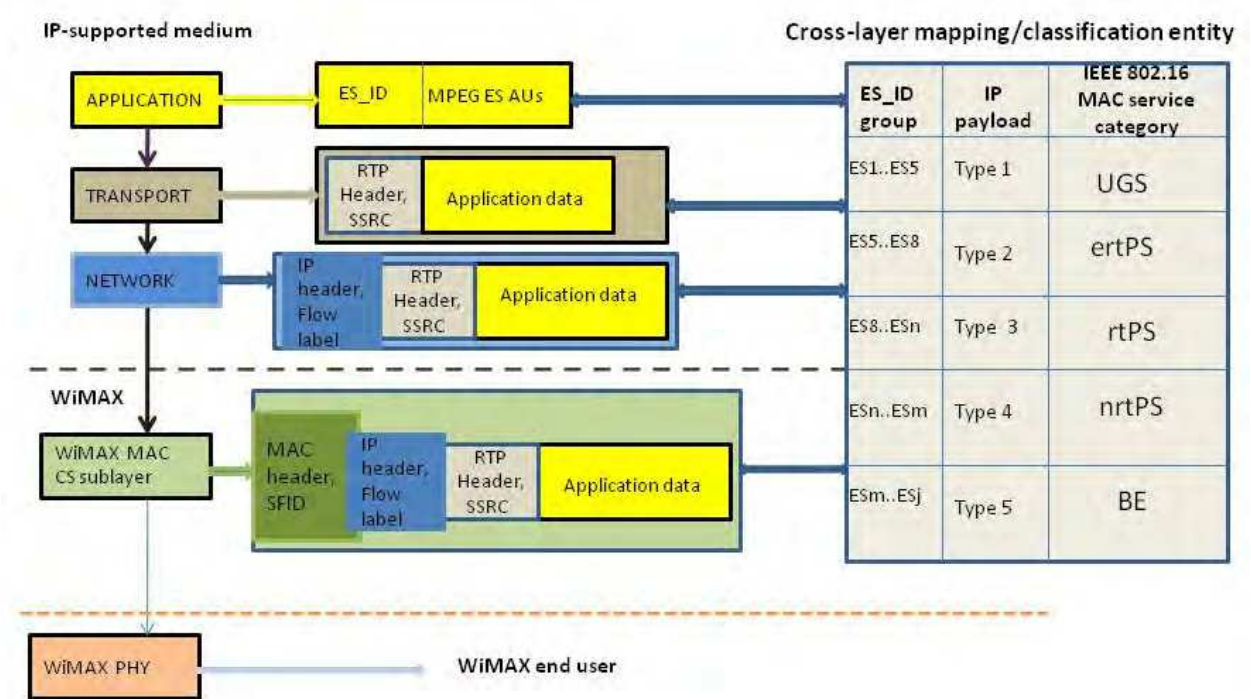 IP-supported medium
Cross-layer mapping/classification entity
APPLICATION
ES_ID
MPEG ES AUs
TRANSPORT
RTP
Header,
SSRC
Application data
NETWORK
IP
header,
Flow
label
RTP
Header,
SSRC
Application data
WiMAX
WiMAX MAC
CS sublayer
MAC
header,
SFID
IP
header,
Flow
label
RTP
Header,
SSRC
Application data
WiMAX PHY
WiMAX end user
ES_ID
group
IP
payload
IEEE 802.16
MAC service
category
ES1..ES5
Type 1
UGS
ES5..ES8
Type 2
ertPS
ES8..ESn
Type 3
rtPS
ESn..ESm
Type 4
nrtPS
ESm..ESj
Type 5
BE